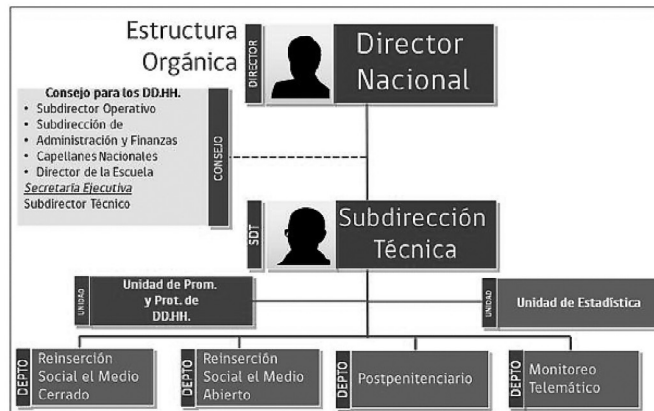 Estructura
Orgánica
DIRECTOR
Director
Nacional
Consejo para los DD.HH.
• Subdirector Operativo
• Subdirección de
• Administración y Finanzas
• Capellanes Nacionales
• Director de la Escuela
Secretaria Ejecutiva
Subdirector Técnico
CONSEJO
SDT
Subdirección
Técnica
UNIDAD
Unidad de Prom.
y Prot. de
DD.HH.
UNIDAD
Unidad de Estadística
DEPTO
Reinserción
Social el Medio
Cerrado
DEPTO
Reinserción
Social el Medio
Abierto
DEPTO
Postpenitenciario
DEPTO
Monitoreo
Telemático